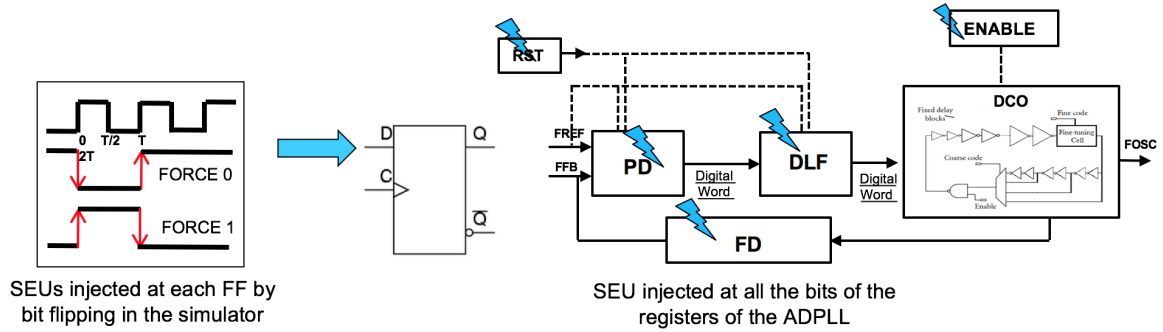 0 T/2 T
2T
FORCE 0
FORCE 1
SEUs injected at each FF by
bit flipping in the simulator
D Q
C
Q
RST
ENABLE
FREF
FFB
PD
Digital
Word
DLF
Digital
Word
DCO
Fixed delay
blocks
Fine code
Fine-tuning
Cell
Coarse code
Enable
FOSC
FD
SEU injected at all the bits of the
registers of the ADPLL